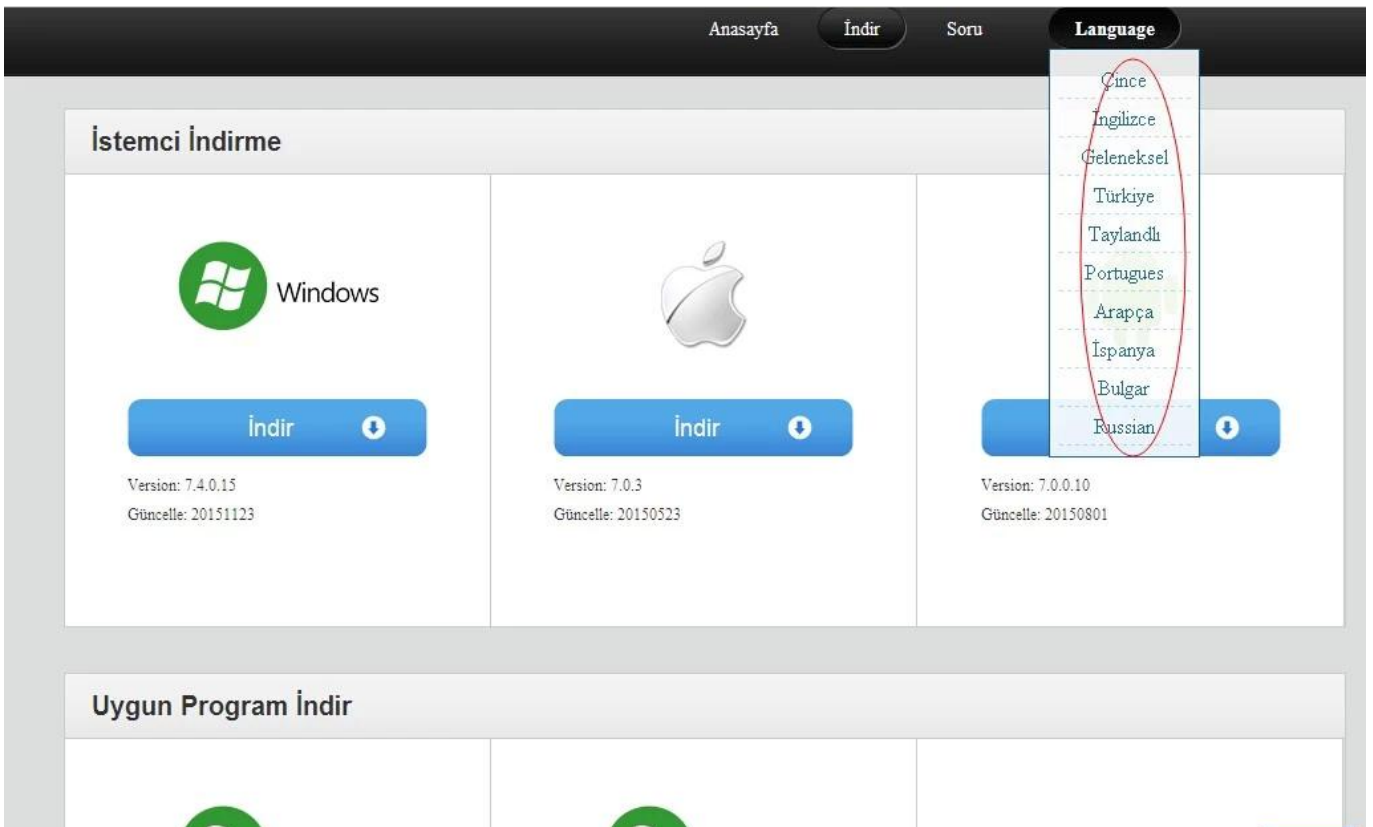 Anasayfa İndir Soru Language
Çince
İngilizce
Geleneksel
Türkiye
Taylandlı
Portugues
Arapça
İspanya
Bulgar
Russian
İstemci İndirme
Windows
İndir
Version: 7.4.0.15
Güncelle: 20151123
İndir
Version: 7.0.3
Güncelle: 20150523
Version: 7.0.0.10
Güncelle: 20150801
Uygun Program İndir